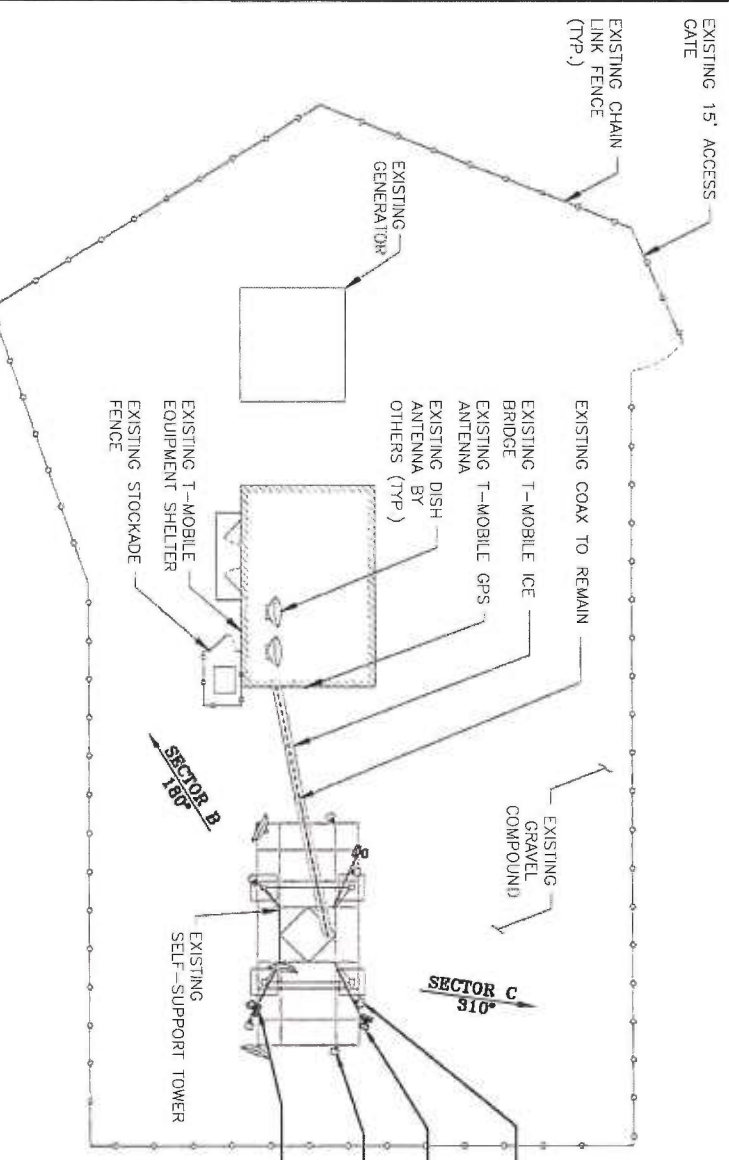 EXISTING 15' ACCESS
GATE
EXISTING CHAIN
LINK FENCE
(TYP.)
EXISTING
GENERATOR
EXISTING COAX TO REMAIN
EXISTING T-MOBILE ICE
BRIDGE
EXISTING T-MOBILE GPS
ANTENNA
EXISTING DISH
ANTENNA BY
OTHERS (TYP.)
EXISTING T-MOBILE
EQUIPMENT SHELTER
EXISTING STOCKADE
FENCE
SECTOR B
180°
EXISTING
GRAVEL
COMPOUND
SECTOR C
310°
EXISTING
SELF-SUPPORT TOWER